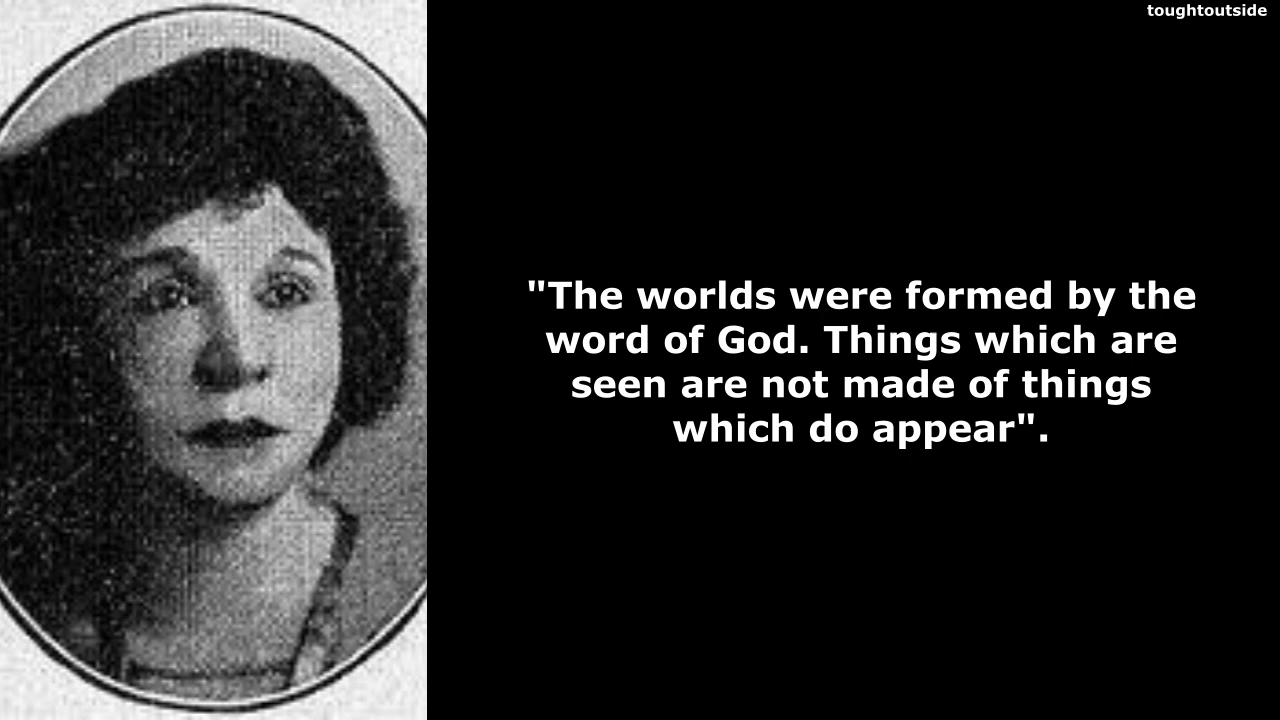 toughtoutside
"The worlds were formed by the
word of God. Things which are
seen are not made of things
which do appear".